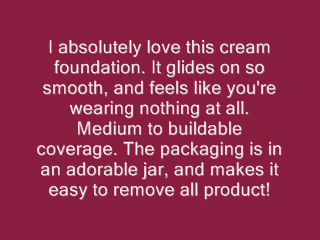 I absolutely love this cream
foundation. It glides on so
smooth, and feels like you're
wearing nothing at all.
Medium to buildable
coverage. The packaging is in
an adorable jar, and makes it
easy to remove all product!